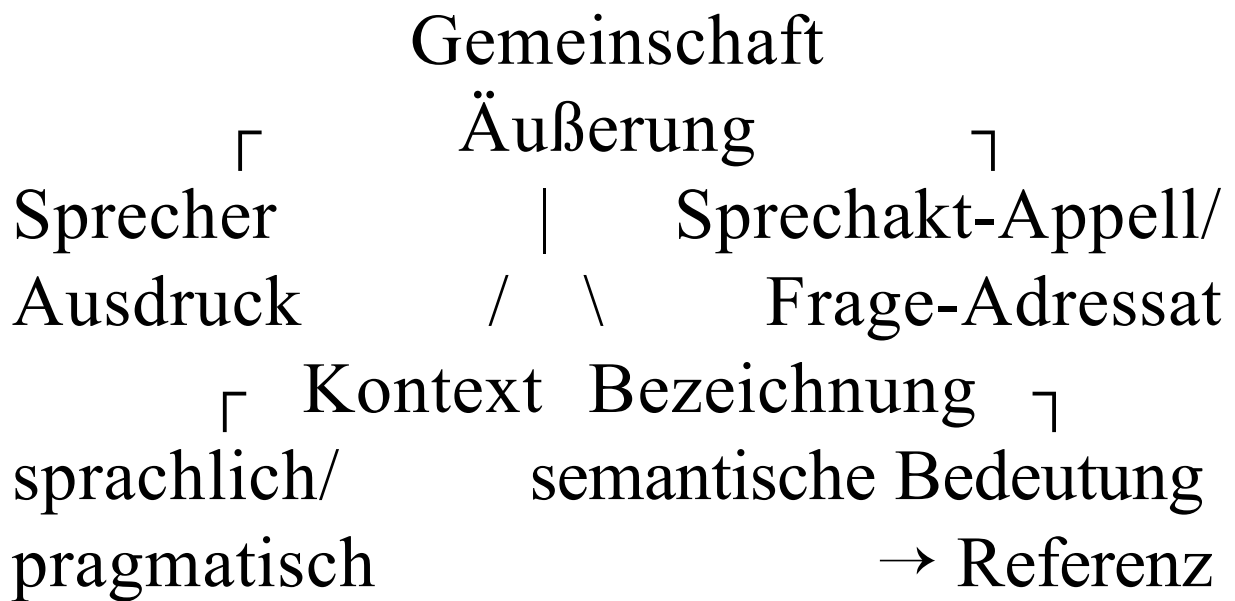 Gemeinschaft
┌ Äußerung ┐
Sprecher | Sprechakt-Appell/
Ausdruck / \ Frage-Adressat
┌ Kontext Bezeichnung ┐
sprachlich/ semantische Bedeutung
pragmatisch → Referenz